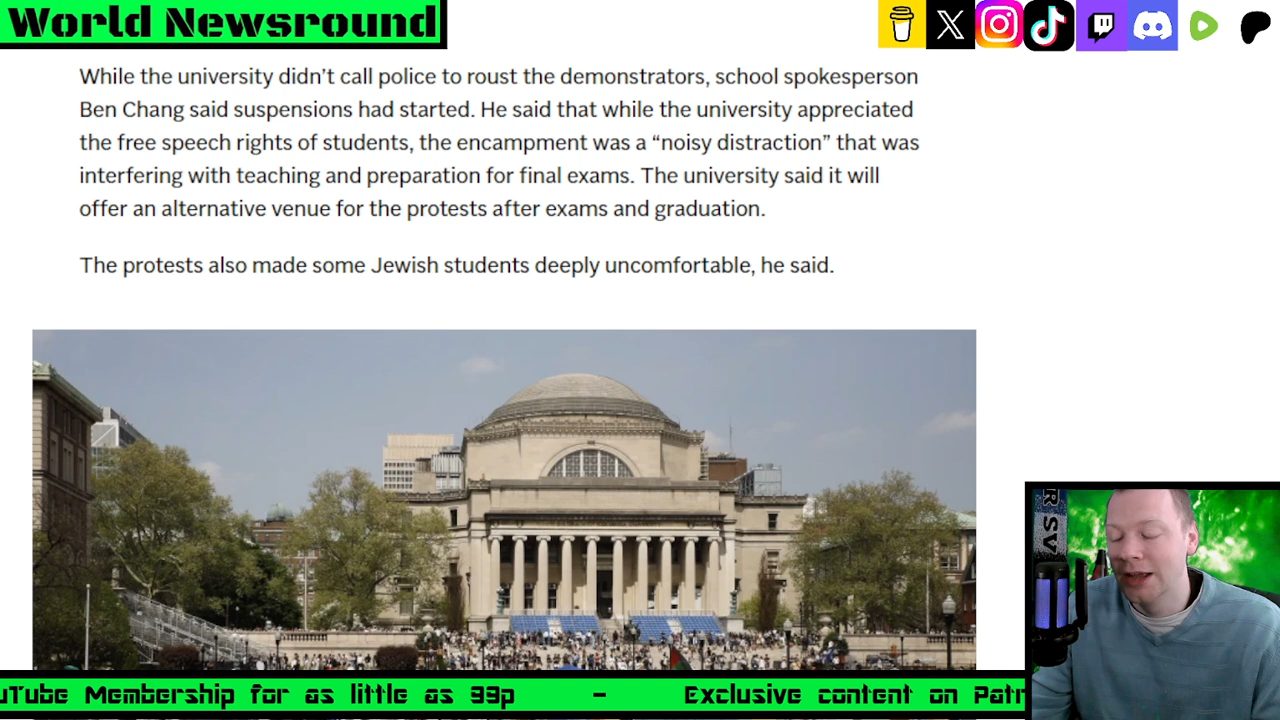 World Newsround
While the university didn’t call police to roust the demonstrators, school spokesperson
Ben Chang said suspensions had started. He said that while the university appreciated
the free speech rights of students, the encampment was a “noisy distraction” that was
interfering with teaching and preparation for final exams. The university said it will
offer an alternative venue for the protests after exams and graduation.
The protests also made some Jewish students deeply uncomfortable, he said.
R SV
uTube Membership for as little as 99p - Exclusive content on Patr